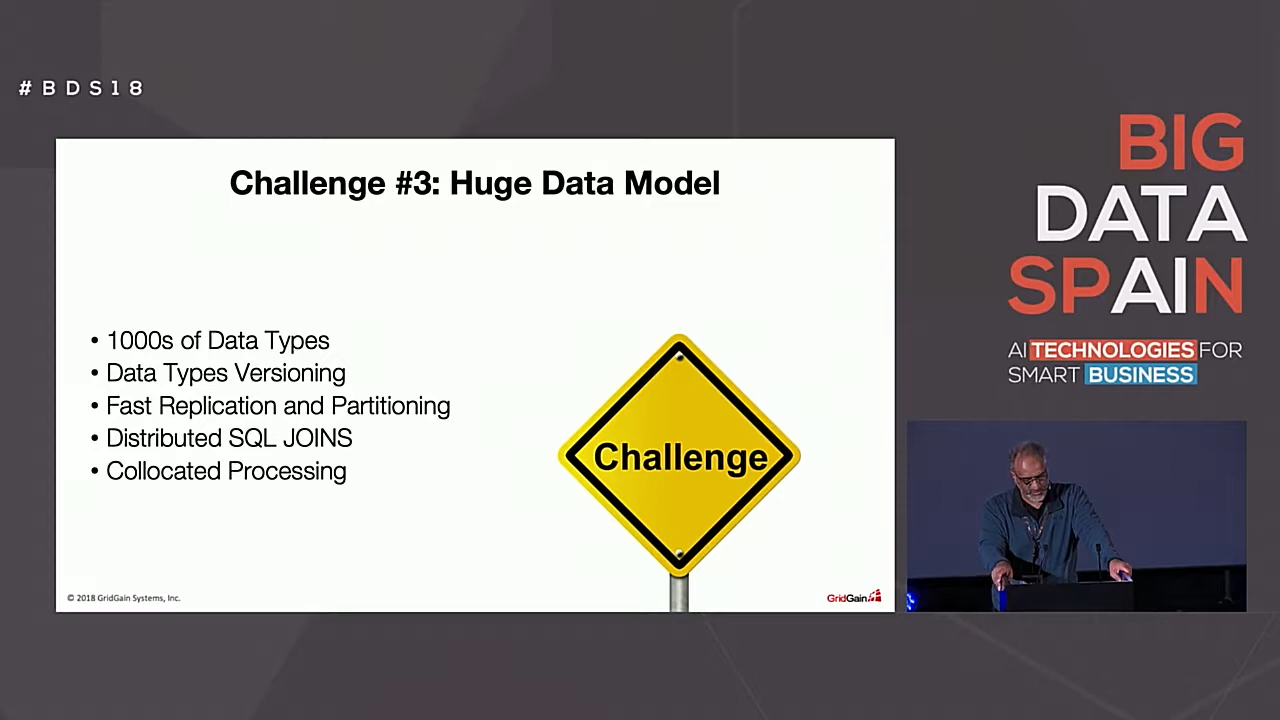 #BDS18
Challenge #3: Huge Data Model
• 1000s of Data Types
• Data Types Versioning
• Fast Replication and Partitioning
• Distributed SQL JOINS
• Collocated Processing
Challenge
© 2018 GridGain Systems, Inc.
GridGain
BIG
DATA
SPAIN
AI TECHNOLOGIES FOR
SMART BUSINESS